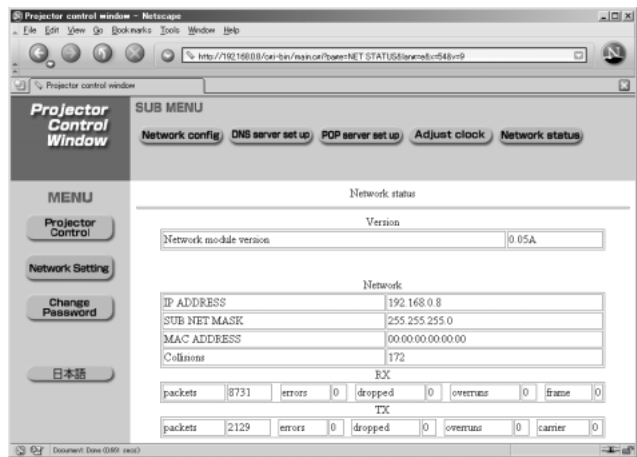 Projector control window - Netscape
File Edit View Go Bookmarks Tools Window Help
Projector control window
Projector Control Window
SUB MENU
Network config DNS server set up POP server set up Adjust clock Network status
MENU
Projector Control
Network Setting
Change Password
日本語
Network status
Version
Network module version 0.05A
Network
IP ADDRESS 192.168.0.8
SUB NET MASK 255.255.255.0
MAC ADDRESS 00:00:00:00:00:00
Collisions 172
RX
packets 8731 errors 0 dropped 0 overruns 0 frame 0
TX
packets 2129 errors 0 dropped 0 overruns 0 carrier 0
Document: Done (0.661 secs)